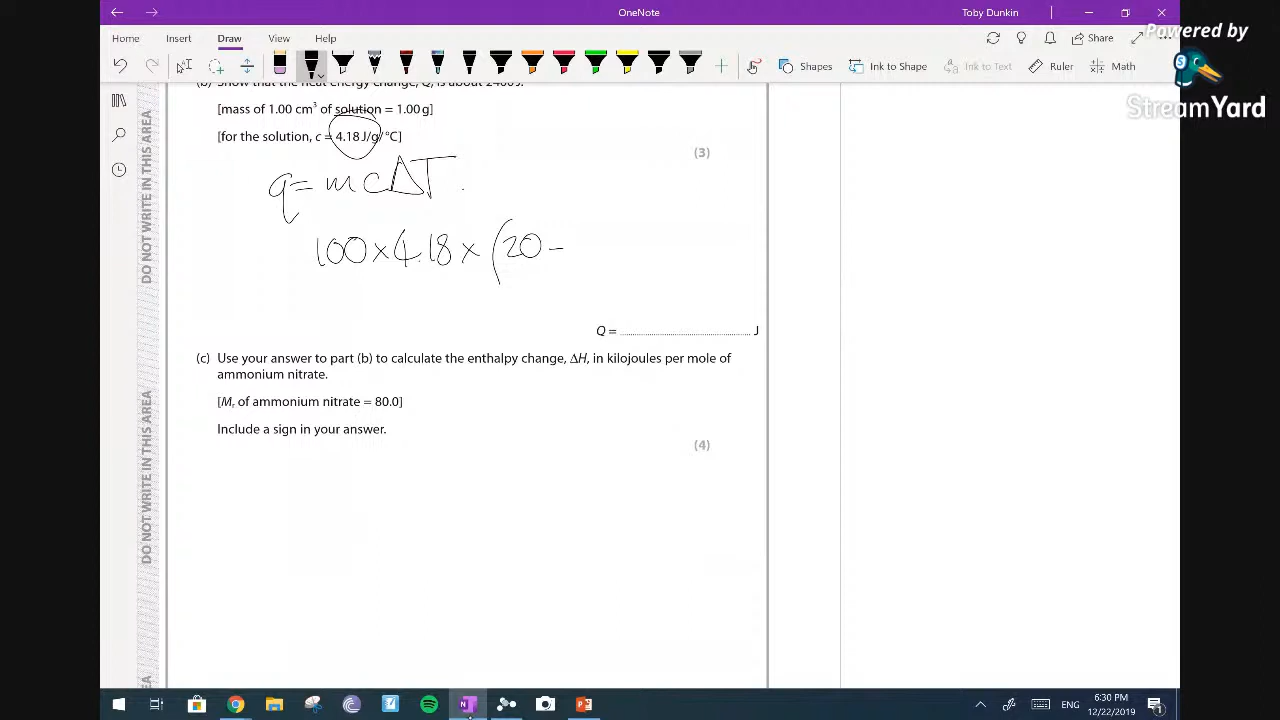 OneNote
Toby Dunkin
Powered by
StreamYard
Home Insert Draw View
Share
Shapes Ink to Shape Ruler Math
[mass of 1.00 cm³ of solution = 1.00 g]
[for the solution, c = 4.18 J/g/°C]
(3)
q = mcΔT.
100 × 4.18 × (20 −
Q = ........................................ J
(c) Use your answer to part (b) to calculate the enthalpy change, ΔH, in kilojoules per mole of
ammonium nitrate.
[Mr of ammonium nitrate = 80.0]
Include a sign in your answer.
(4)
DO NOT WRITE IN THIS AREA
DO NOT WRITE IN THIS AREA
ENG
6:30 PM
12/22/2019